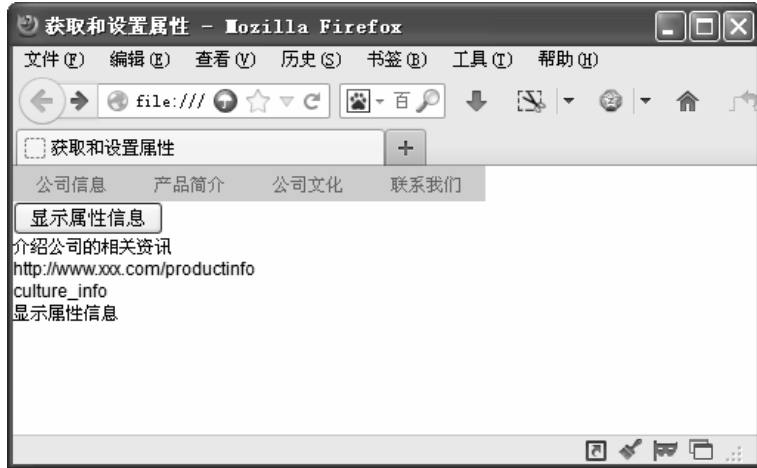 获取和设置属性 - Mozilla Firefox
文件(F) 编辑(E) 查看(V) 历史(S) 书签(B) 工具(T) 帮助(H)
file:/// 百
获取和设置属性 +
公司信息 产品简介 公司文化 联系我们
显示属性信息
介绍公司的相关资讯
http://www.xxx.com/productinfo
culture_info
显示属性信息